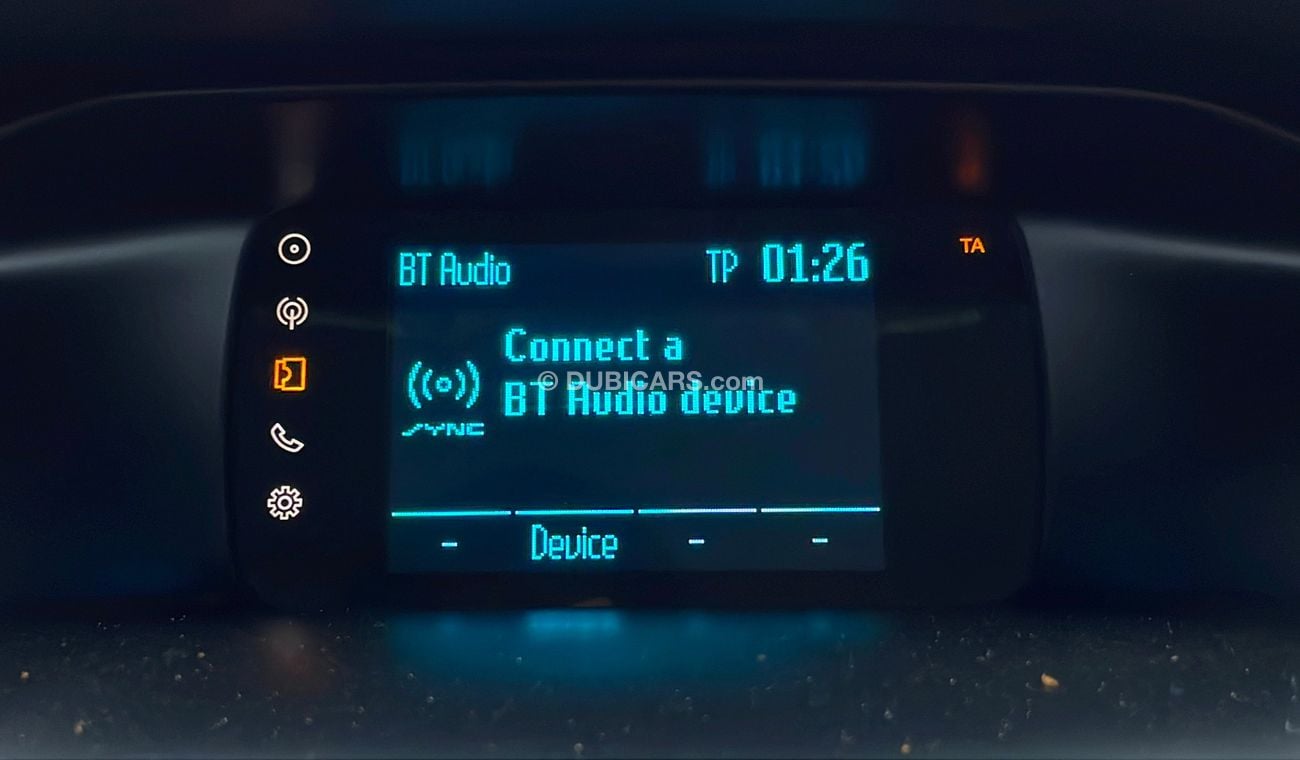 BT Audio TP 01:26 TA
Connect a
BT Audio device
© DUBICARS.com
SYNC
- Device - -